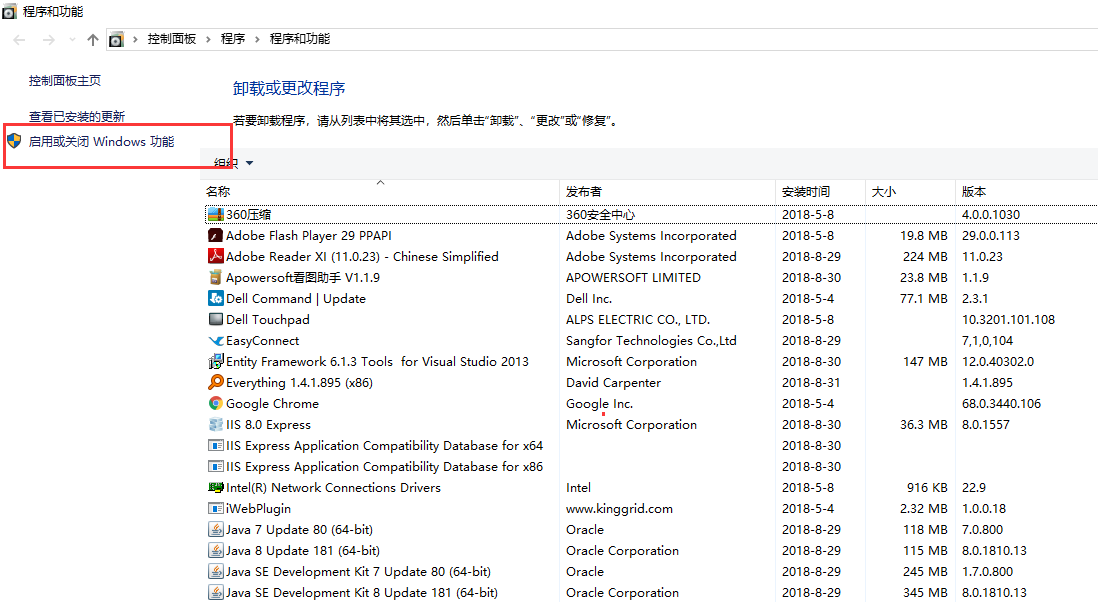 程序和功能
控制面板 程序 程序和功能
控制面板主页
查看已安装的更新
启用或关闭 Windows 功能
卸载或更改程序
若要卸载程序，请从列表中将其选中，然后单击“卸载”、“更改”或“修复”。
组织
名称 发布者 安装时间 大小 版本
360压缩 360安全中心 2018-5-8 4.0.0.1030
Adobe Flash Player 29 PPAPI Adobe Systems Incorporated 2018-5-8 19.8 MB 29.0.0.113
Adobe Reader XI (11.0.23) - Chinese Simplified Adobe Systems Incorporated 2018-8-29 224 MB 11.0.23
Apowersoft看图助手 V1.1.9 APOWERSOFT LIMITED 2018-8-30 23.8 MB 1.1.9
Dell Command | Update Dell Inc. 2018-5-4 77.1 MB 2.3.1
Dell Touchpad ALPS ELECTRIC CO., LTD. 2018-5-8 10.3201.101.108
EasyConnect Sangfor Technologies Co.,Ltd 2018-8-29 7,1,0,104
Entity Framework 6.1.3 Tools for Visual Studio 2013 Microsoft Corporation 2018-8-30 147 MB 12.0.40302.0
Everything 1.4.1.895 (x86) David Carpenter 2018-8-31 1.4.1.895
Google Chrome Google Inc. 2018-5-4 68.0.3440.106
IIS 8.0 Express Microsoft Corporation 2018-8-30 36.3 MB 8.0.1557
IIS Express Application Compatibility Database for x64 2018-8-30
IIS Express Application Compatibility Database for x86 2018-8-30
Intel(R) Network Connections Drivers Intel 2018-5-8 916 KB 22.9
iWebPlugin www.kinggrid.com 2018-5-4 2.32 MB 1.0.0.18
Java 7 Update 80 (64-bit) Oracle 2018-8-29 118 MB 7.0.800
Java 8 Update 181 (64-bit) Oracle Corporation 2018-8-29 115 MB 8.0.1810.13
Java SE Development Kit 7 Update 80 (64-bit) Oracle 2018-8-29 245 MB 1.7.0.800
Java SE Development Kit 8 Update 181 (64-bit) Oracle Corporation 2018-8-29 345 MB 8.0.1810.13